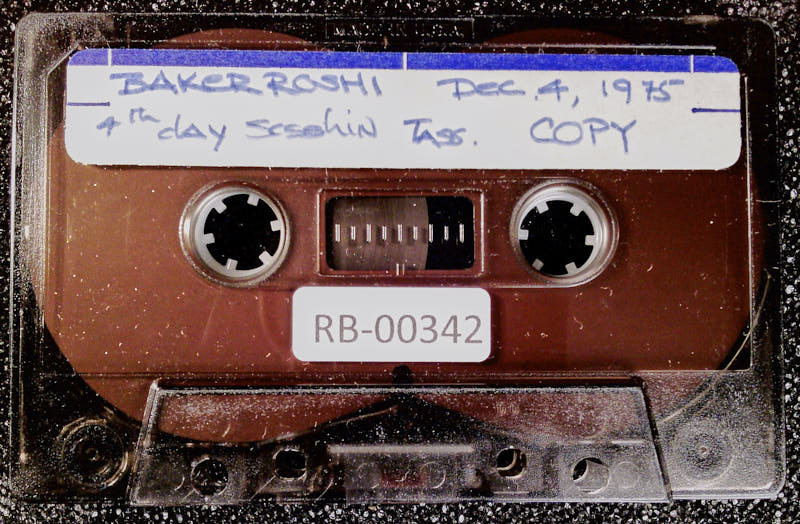 BAKER ROSHI Dec. 4, 1975
4th day Sesshin Tass. COPY
RB-00342